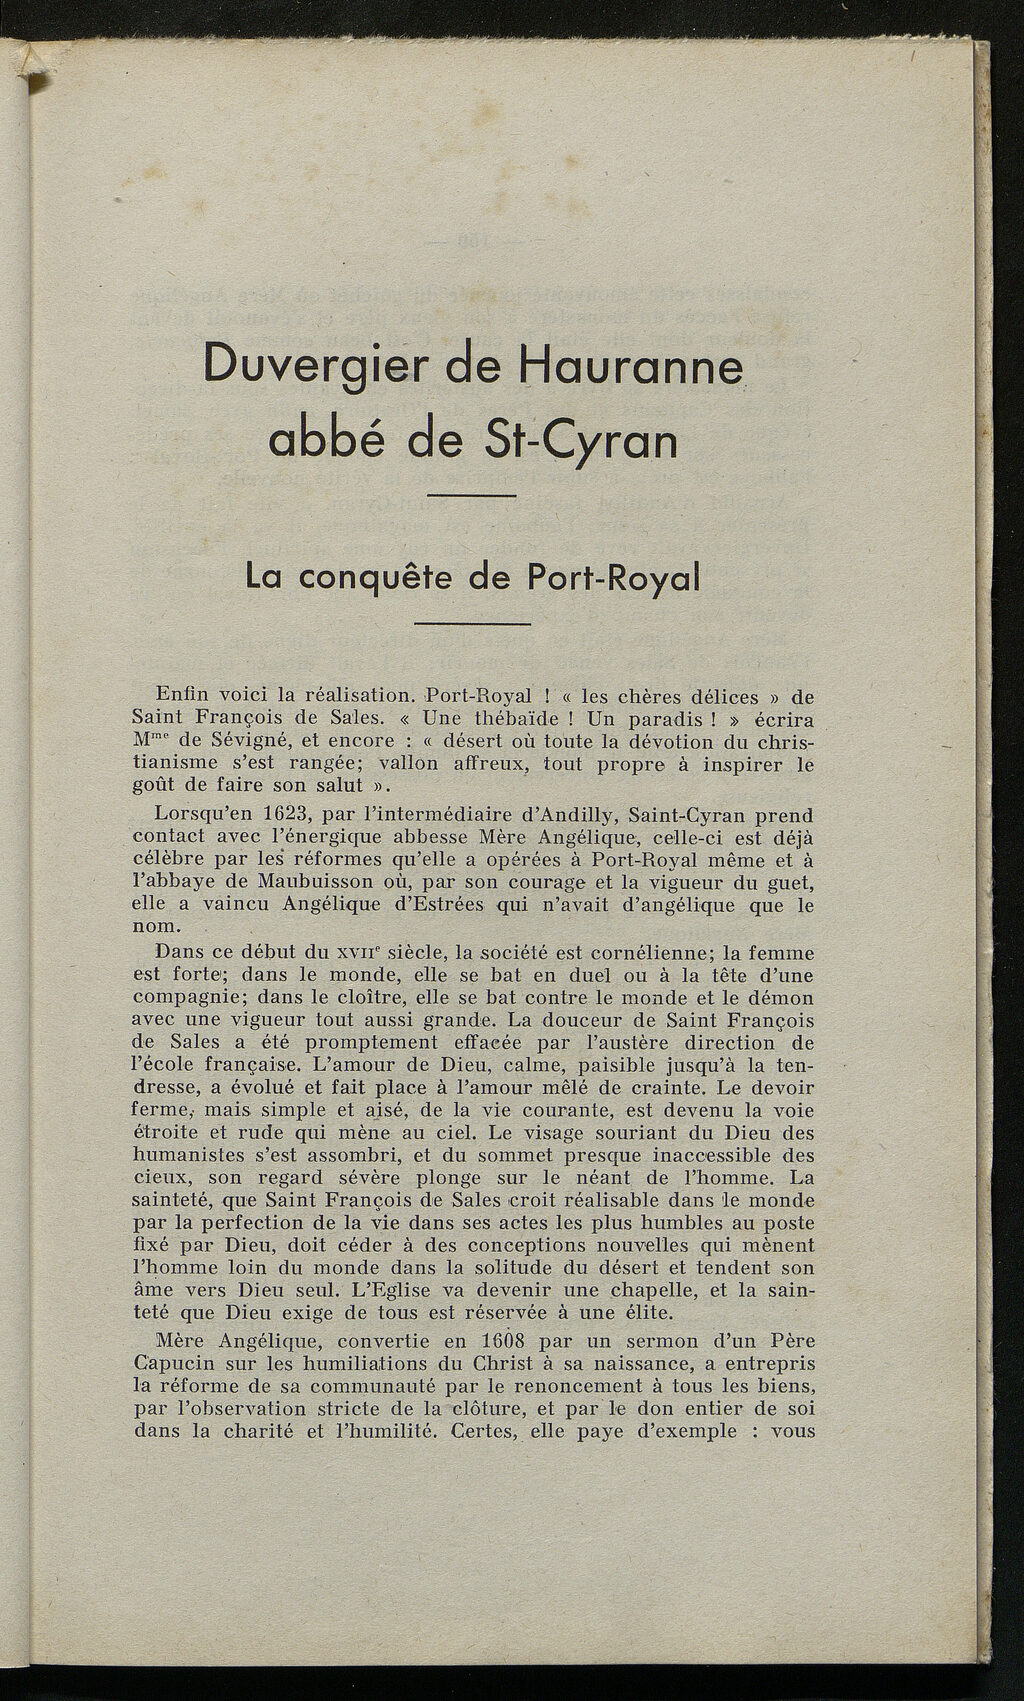 Duvergier de Hauranne
abbé de St-Cyran
La conquête de Port-Royal
Enfin voici la réalisation. Port-Royal ! « les chères délices » de
Saint François de Sales. « Une thébaïde ! Un paradis ! » écrira
Mme de Sévigné, et encore : « désert où toute la dévotion du chris-
tianisme s'est rangée; vallon affreux, tout propre à inspirer le
goût de faire son salut ».
Lorsqu'en 1623, par l'intermédiaire d'Andilly, Saint-Cyran prend
contact avec l'énergique abbesse Mère Angélique, celle-ci est déjà
célèbre par les réformes qu'elle a opérées à Port-Royal même et à
l'abbaye de Maubuisson où, par son courage et la vigueur du guet,
elle a vaincu Angélique d'Estrées qui n'avait d'angélique que le
nom.
Dans ce début du XVIIe siècle, la société est cornélienne; la femme
est forte; dans le monde, elle se bat en duel ou à la tête d'une
compagnie; dans le cloître, elle se bat contre le monde et le démon
avec une vigueur tout aussi grande. La douceur de Saint François
de Sales a été promptement effacée par l'austère direction de
l'école française. L'amour de Dieu, calme, paisible jusqu'à la ten-
dresse, a évolué et fait place à l'amour mêlé de crainte. Le devoir
ferme, mais simple et aisé, de la vie courante, est devenu la voie
étroite et rude qui mène au ciel. Le visage souriant du Dieu des
humanistes s'est assombri, et du sommet presque inaccessible des
cieux, son regard sévère plonge sur le néant de l'homme. La
sainteté, que Saint François de Sales croit réalisable dans le monde
par la perfection de la vie dans ses actes les plus humbles au poste
fixé par Dieu, doit céder à des conceptions nouvelles qui mènent
l'homme loin du monde dans la solitude du désert et tendent son
âme vers Dieu seul. L'Eglise va devenir une chapelle, et la sain-
teté que Dieu exige de tous est réservée à une élite.
Mère Angélique, convertie en 1608 par un sermon d'un Père
Capucin sur les humiliations du Christ à sa naissance, a entrepris
la réforme de sa communauté par le renoncement à tous les biens,
par l'observation stricte de la clôture, et par le don entier de soi
dans la charité et l'humilité. Certes, elle paye d'exemple : vous